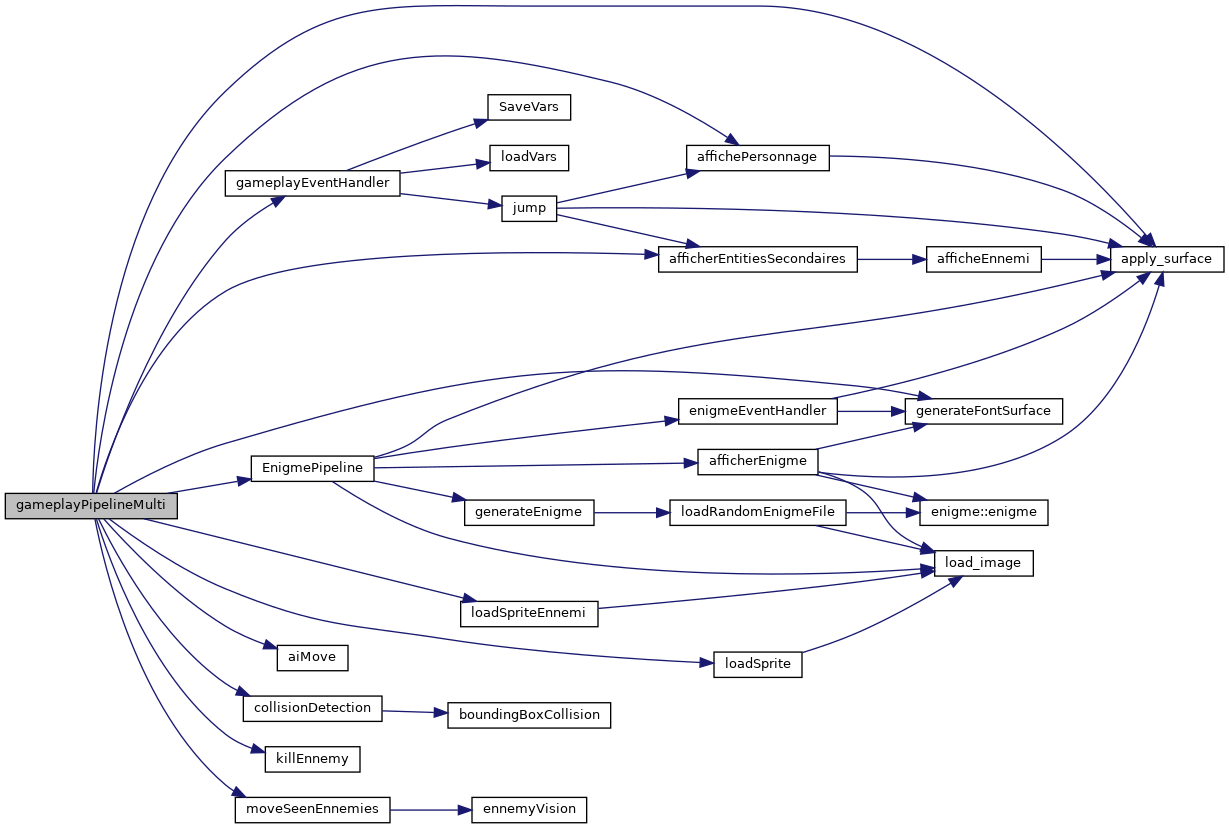 SaveVars
affichePersonnage
loadVars
gameplayEventHandler
jump
afficherEntitiesSecondaires
afficheEnnemi
apply_surface
enigmeEventHandler
generateFontSurface
EnigmePipeline
afficherEnigme
gameplayPipelineMulti
generateEnigme
loadRandomEnigmeFile
enigme::enigme
load_image
loadSpriteEnnemi
aiMove
loadSprite
collisionDetection
boundingBoxCollision
killEnnemy
moveSeenEnnemies
ennemyVision